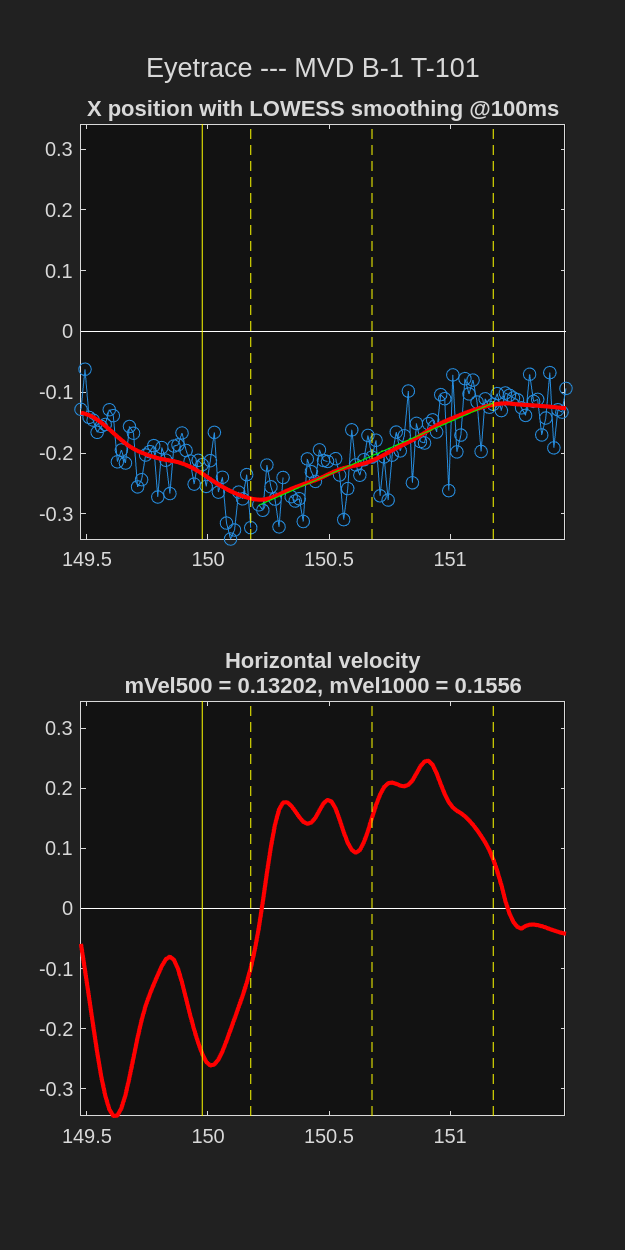 Eyetrace --- MVD B-1 T-101
X position with LOWESS smoothing @100ms
0.3
0.2
0.1
0
-0.1
-0.2
-0.3
149.5 150 150.5 151
Horizontal velocity
mVel500 = 0.13202, mVel1000 = 0.1556
0.3
0.2
0.1
0
-0.1
-0.2
-0.3
149.5 150 150.5 151